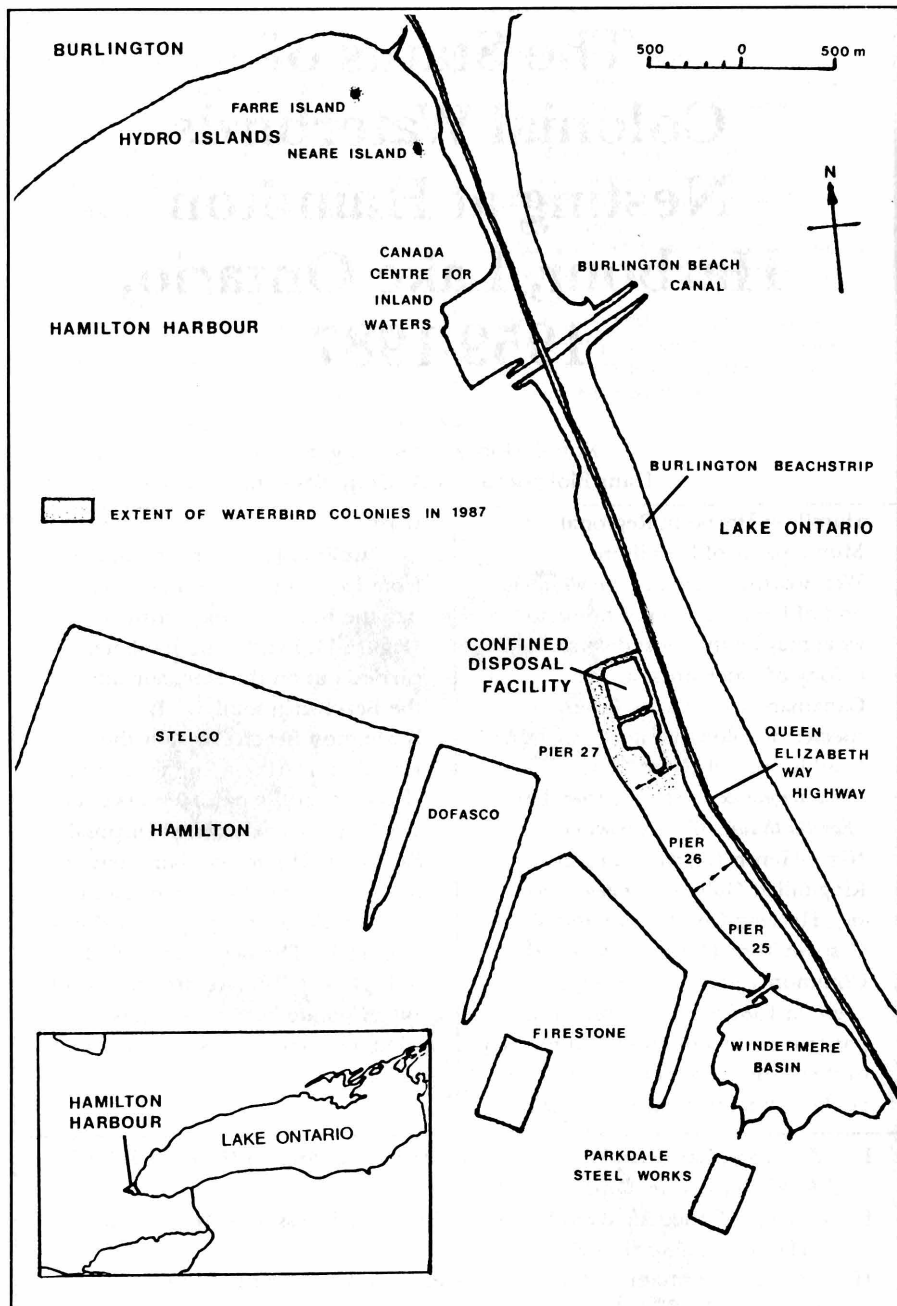 BURLINGTON
500 0 500 m
FARRE ISLAND
HYDRO ISLANDS
NEARE ISLAND
N
CANADA
CENTRE FOR
INLAND
WATERS
BURLINGTON BEACH
CANAL
HAMILTON HARBOUR
BURLINGTON BEACHSTRIP
EXTENT OF WATERBIRD COLONIES IN 1987
LAKE ONTARIO
CONFINED
DISPOSAL
FACILITY
PIER 27
QUEEN
ELIZABETH
WAY
HIGHWAY
STELCO
DOFASCO
HAMILTON
PIER
26
PIER
25
FIRESTONE
WINDERMERE
BASIN
HAMILTON
HARBOUR
LAKE ONTARIO
PARKDALE
STEEL WORKS